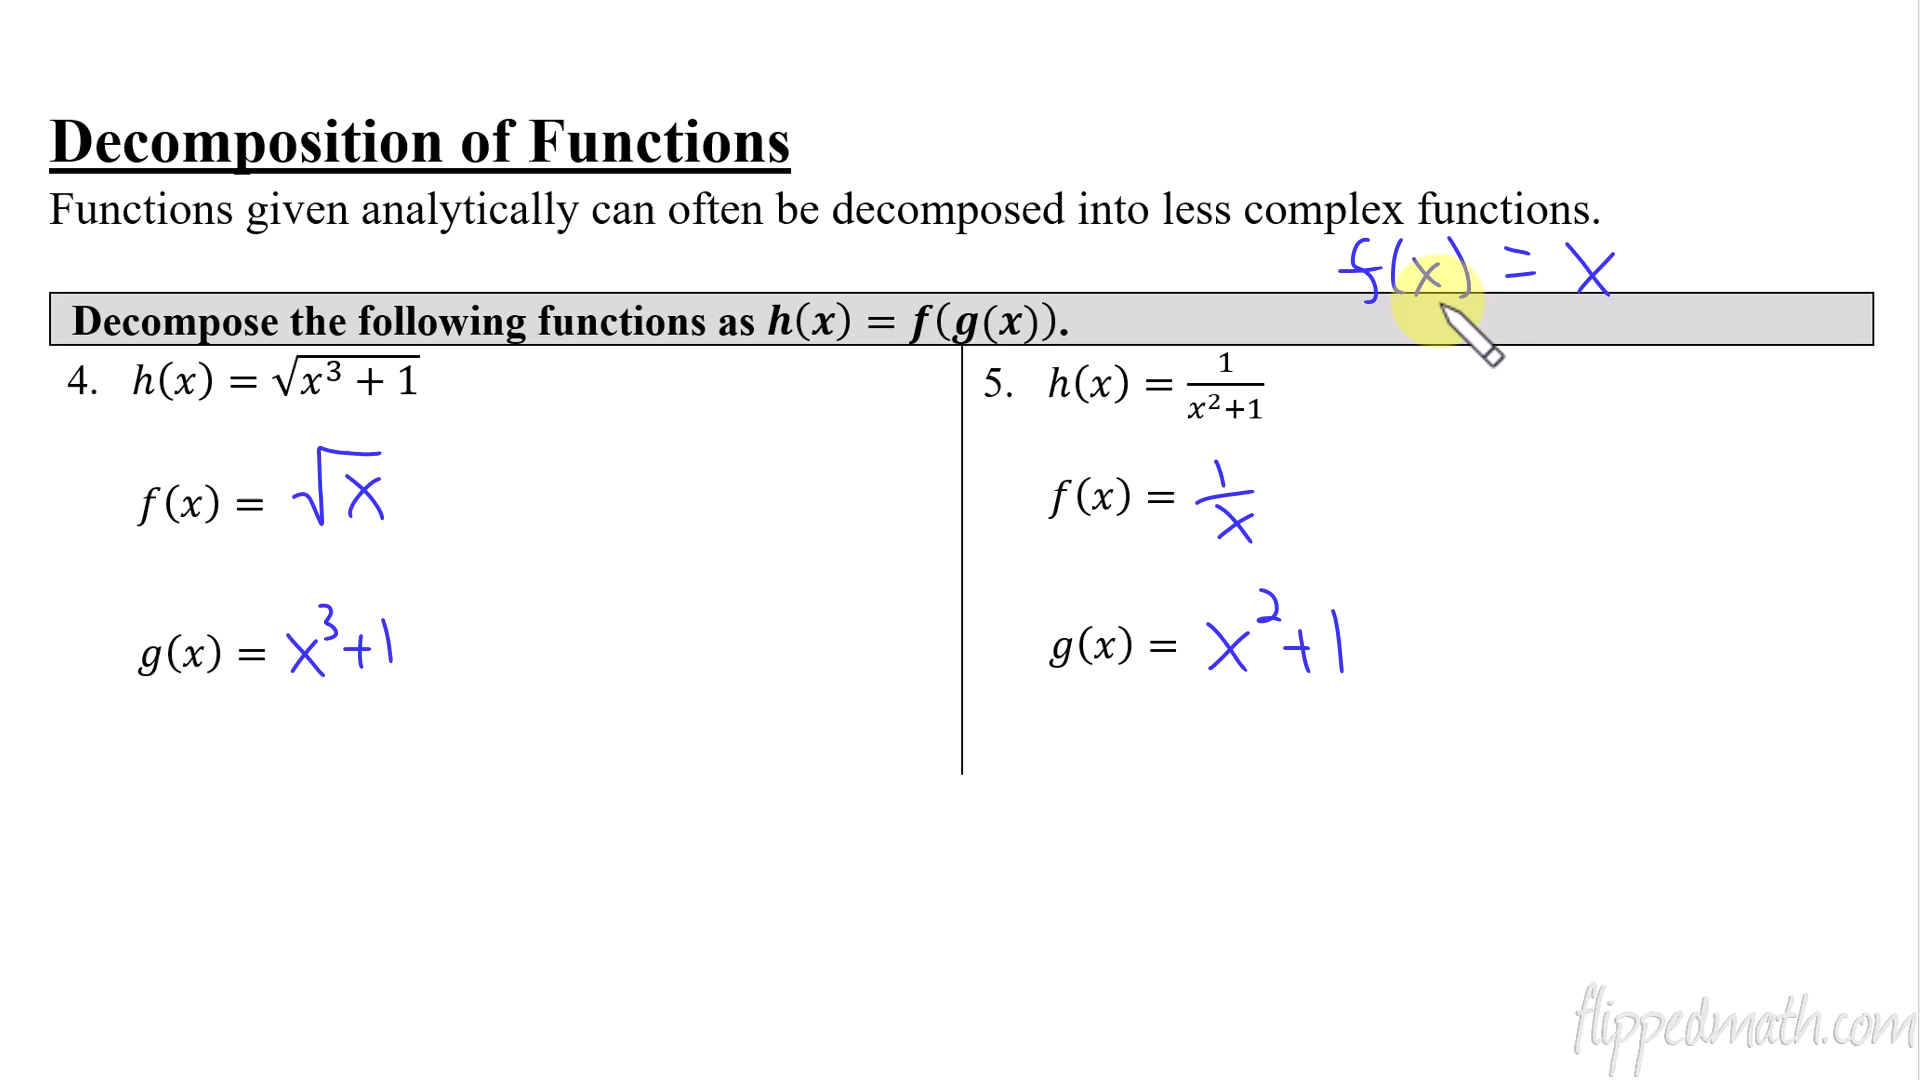 Decomposition of Functions
Functions given analytically can often be decomposed into less complex functions.
f(x) = x
Decompose the following functions as h(x) = f(g(x)).
4. h(x) = √(x³ + 1)
f(x) = √x
g(x) = x³+1
5. h(x) = 1/(x²+1)
f(x) = 1/x
g(x) = x²+1
flippedmath.com